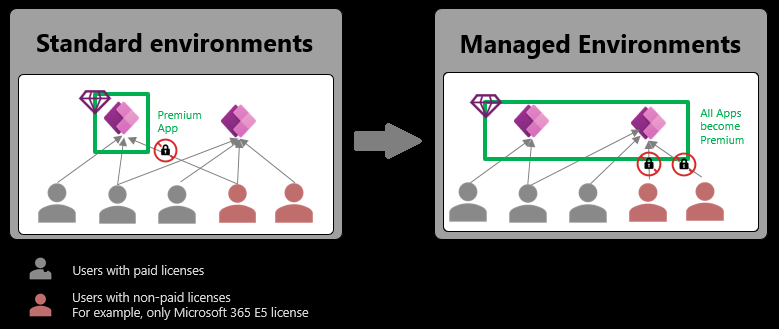 Standard environments
Managed Environments
Premium
App
All Apps
become
Premium
Users with paid licenses
Users with non-paid licenses
For example, only Microsoft 365 E5 license